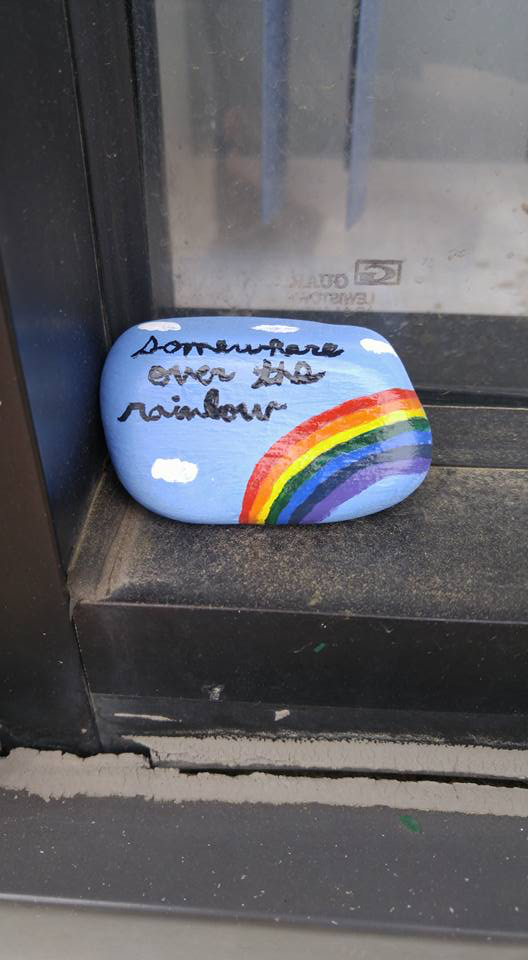 somewhere
over the
rainbow